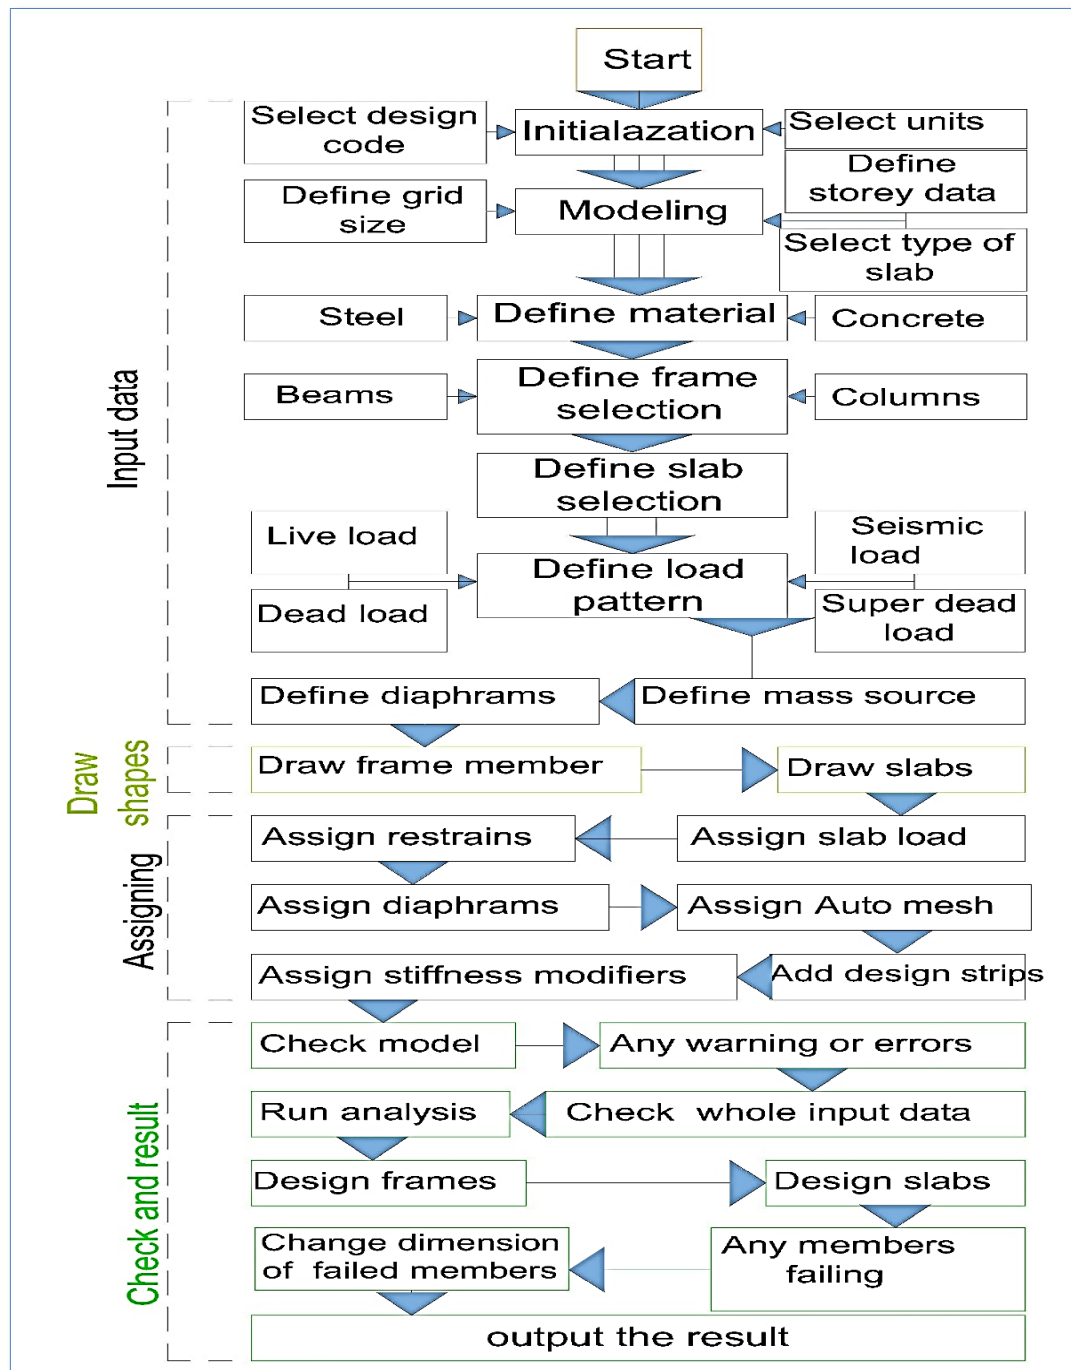 Start
Select design
code
Initialazation
Select units
Define
storey data
Define grid
size
Modeling
Select type of
slab
Steel
Define material
Concrete
Beams
Define frame
selection
Columns
Define slab
selection
Live load
Seismic
load
Define load
pattern
Dead load
Super dead
load
Define diaphrams
Define mass source
Input data
Draw frame member
Draw slabs
Draw
shapes
Assign restrains
Assign slab load
Assign diaphrams
Assign Auto mesh
Assign stiffness modifiers
Add design strips
Assigning
Check model
Any warning or errors
Run analysis
Check whole input data
Design frames
Design slabs
Change dimension
of failed members
Any members
failing
output the result
Check and result